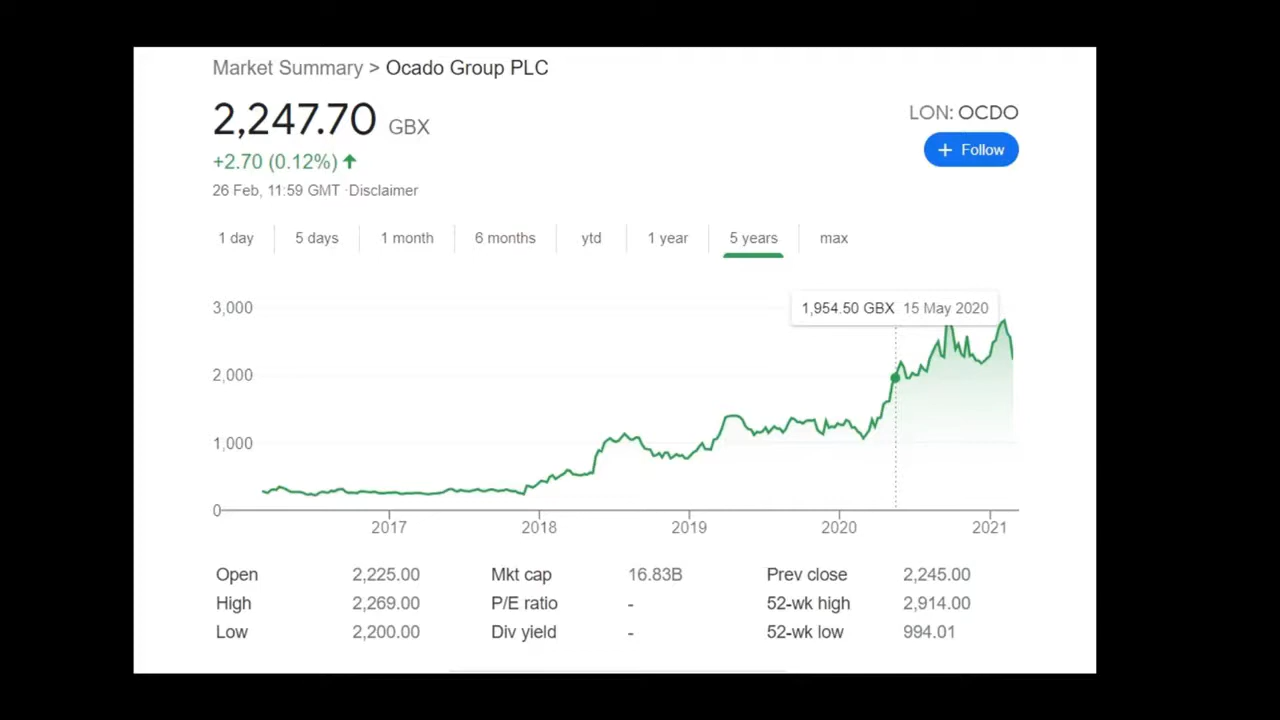 Market Summary > Ocado Group PLC
2,247.70 GBX
LON: OCDO
+2.70 (0.12%)
+ Follow
26 Feb, 11:59 GMT ·Disclaimer
1 day 5 days 1 month 6 months ytd 1 year 5 years max
1,954.50 GBX 15 May 2020
3,000
2,000
1,000
0
2017 2018 2019 2020 2021
Open 2,225.00 Mkt cap 16.83B Prev close 2,245.00
High 2,269.00 P/E ratio - 52-wk high 2,914.00
Low 2,200.00 Div yield - 52-wk low 994.01